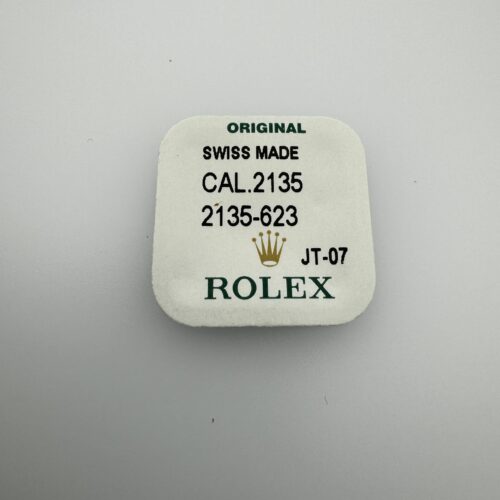 ORIGINAL
SWISS MADE
CAL.2135
2135-623
JT-07
ROLEX